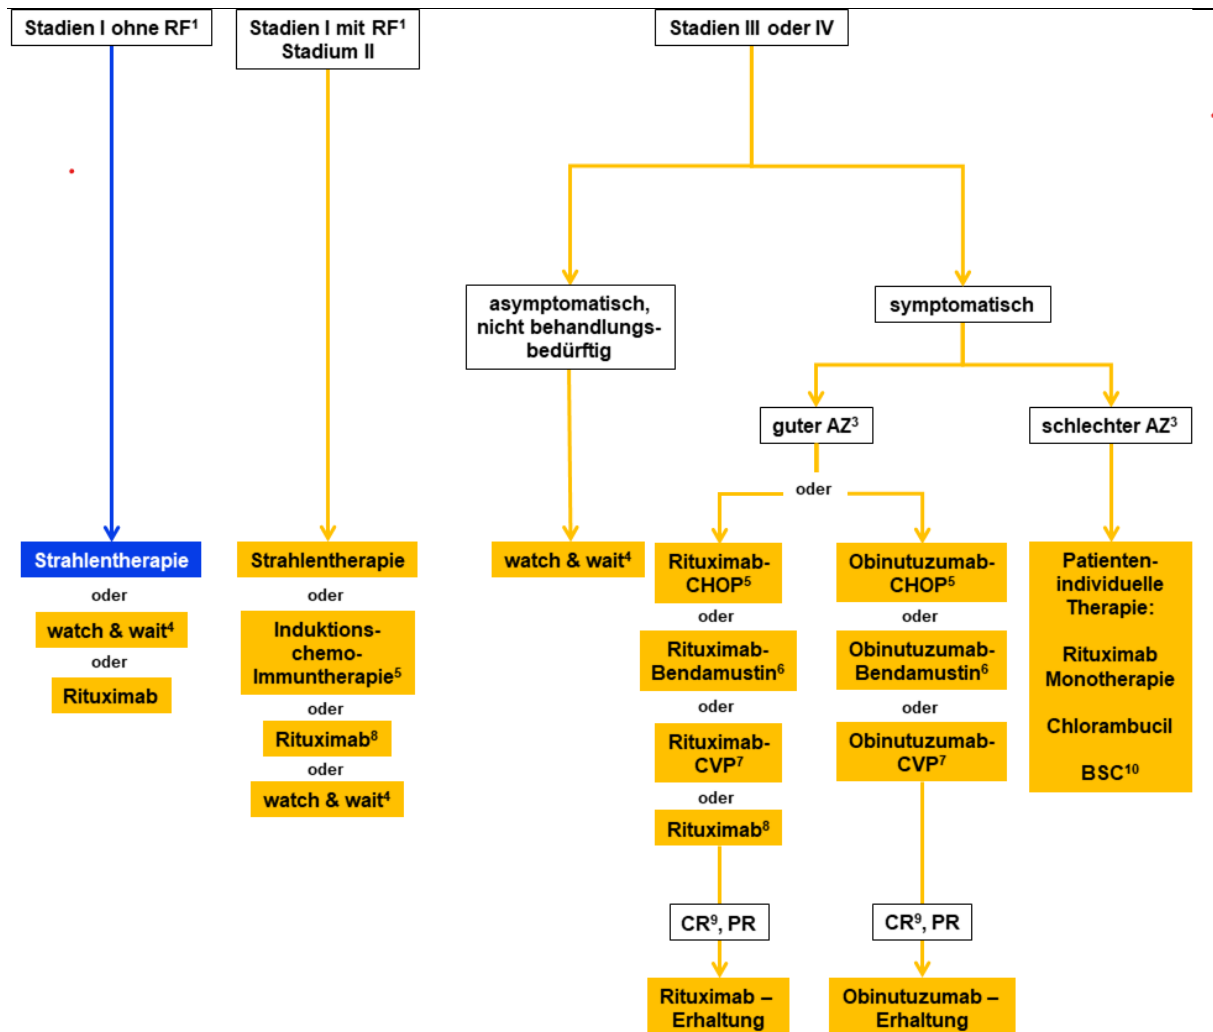 Stadien I ohne RF¹
Stadien I mit RF¹
Stadium II
Stadien III oder IV
asymptomatisch,
nicht behandlungs-
bedürftig
symptomatisch
guter AZ³
schlechter AZ³
oder
Strahlentherapie
oder
watch & wait⁴
oder
Rituximab
Strahlentherapie
oder
Induktions-
chemo-
Immuntherapie⁵
oder
Rituximab⁸
oder
watch & wait⁴
watch & wait⁴
Rituximab-
CHOP⁵
oder
Rituximab-
Bendamustin⁶
oder
Rituximab-
CVP⁷
oder
Rituximab⁸
CR⁹, PR
Rituximab –
Erhaltung
Obinutuzumab-
CHOP⁵
oder
Obinutuzumab-
Bendamustin⁶
oder
Obinutuzumab-
CVP⁷
CR⁹, PR
Obinutuzumab –
Erhaltung
Patienten-
individuelle
Therapie:
Rituximab
Monotherapie
Chlorambucil
BSC¹⁰